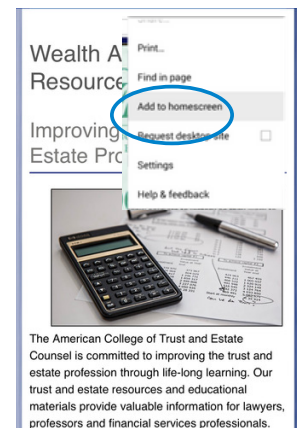 Wealth A
Resource
Improving
Estate Pro
Print...
Find in page
Add to homescreen
Request desktop site
Settings
Help & feedback
The American College of Trust and Estate
Counsel is committed to improving the trust and
estate profession through life-long learning. Our
trust and estate resources and educational
materials provide valuable information for lawyers,
professors and financial services professionals.